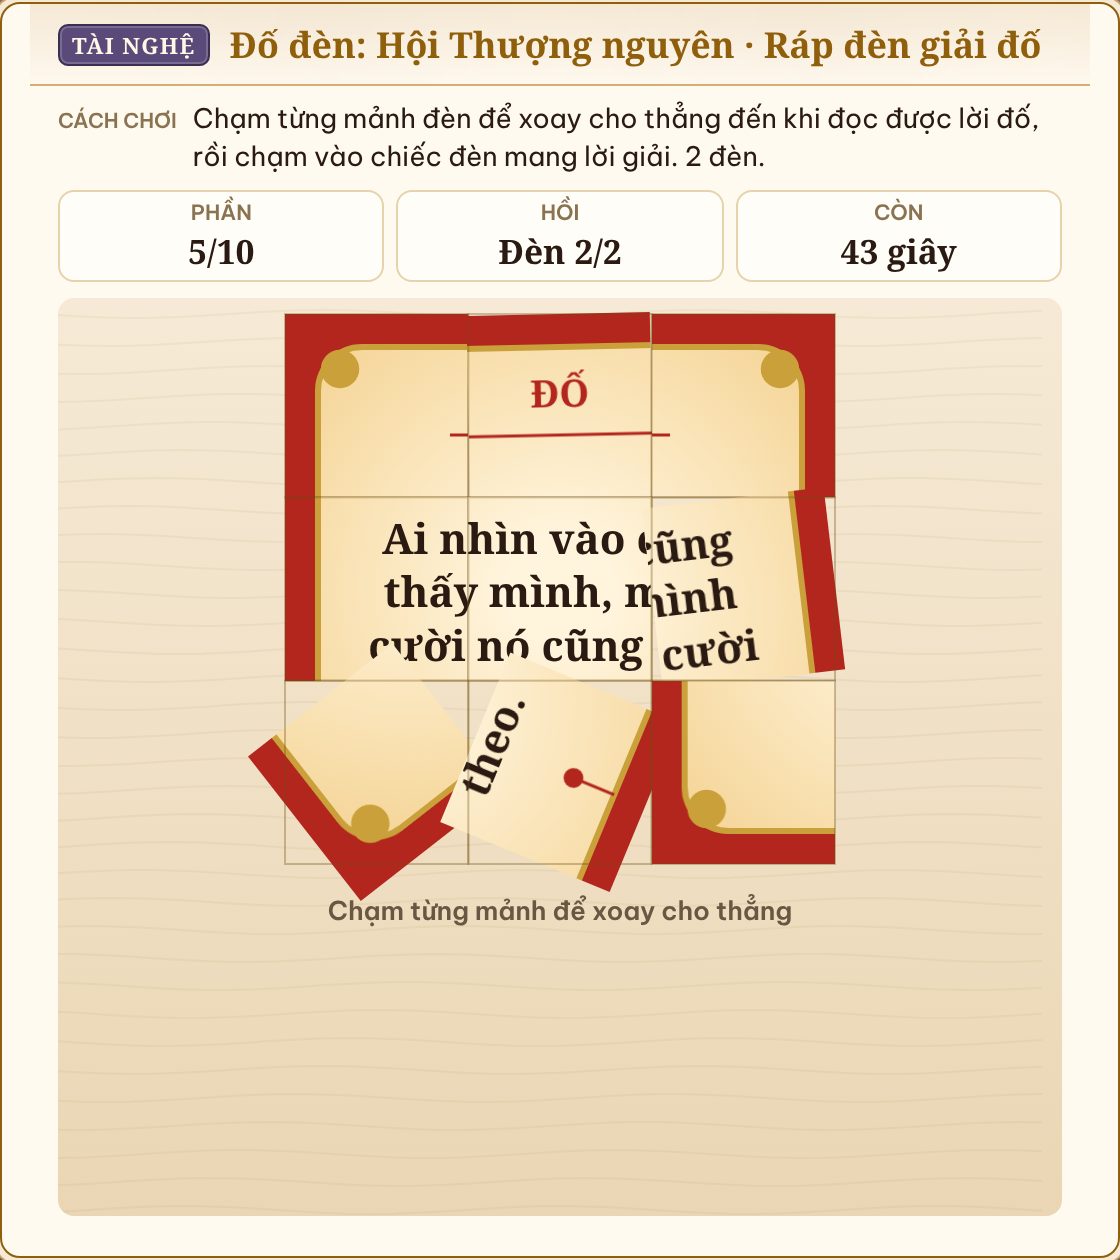 TÀI NGHỆ Đố đèn: Hội Thượng nguyên · Ráp đèn giải đố
CÁCH CHƠI Chạm từng mảnh đèn để xoay cho thẳng đến khi đọc được lời đố,
rồi chạm vào chiếc đèn mang lời giải. 2 đèn.
PHẦN
5/10
HỒI
Đèn 2/2
CÒN
43 giây
ĐỐ
Ai nhìn vào cũng
thấy mình, mình
cười nó cũng cười
theo.
Chạm từng mảnh để xoay cho thẳng